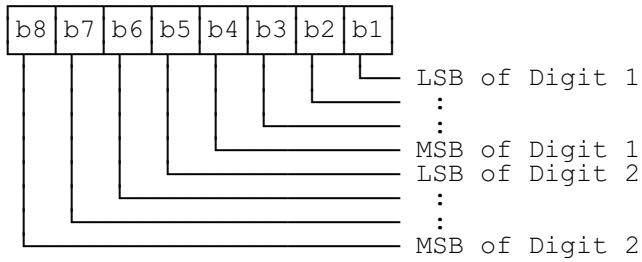 b8 b7 b6 b5 b4 b3 b2 b1
LSB of Digit 1
:
:
MSB of Digit 1
LSB of Digit 2
:
:
MSB of Digit 2